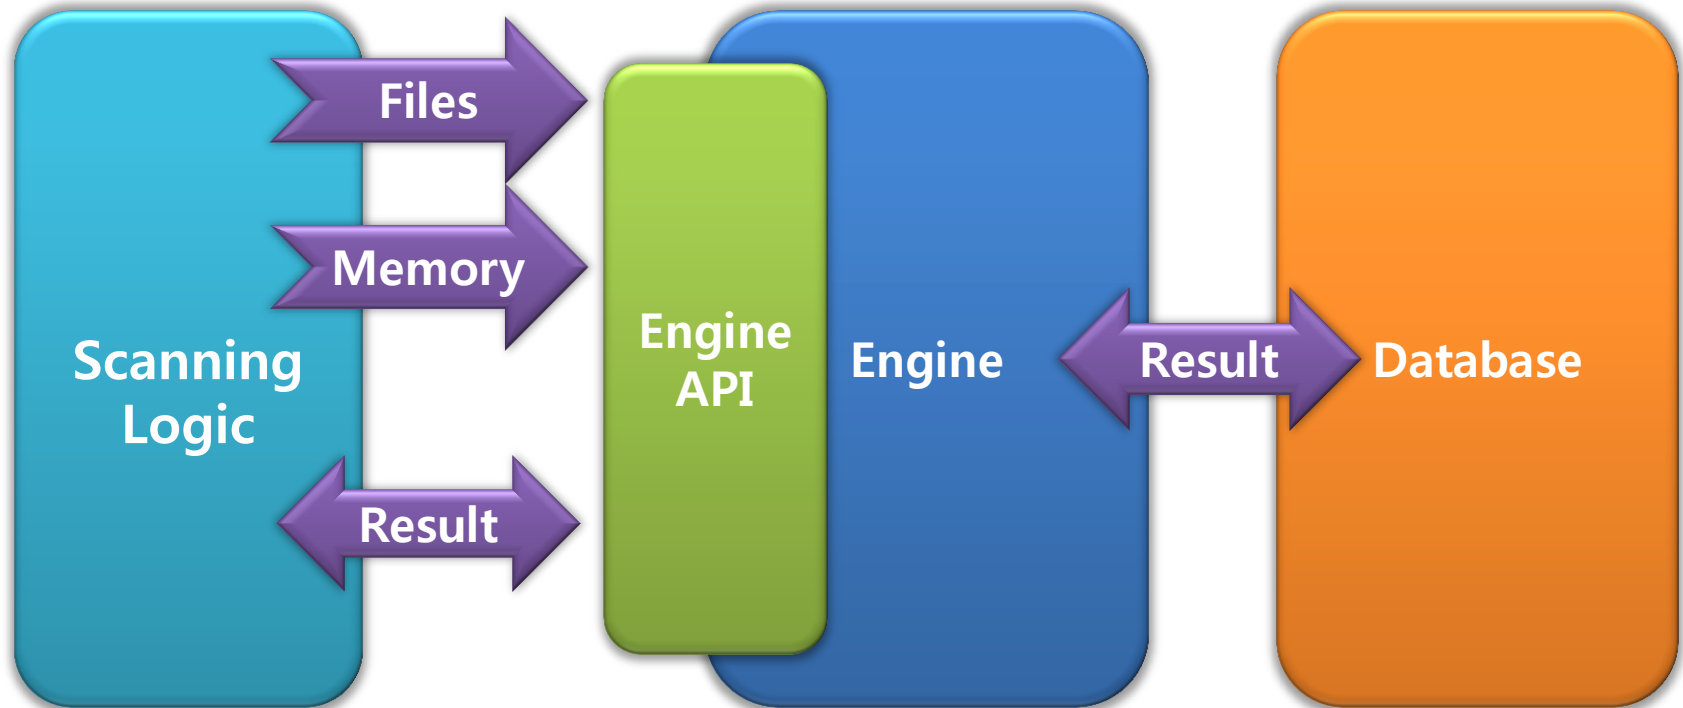 Files
Memory
Scanning
Logic
Result
Engine
API
Engine
Result
Database